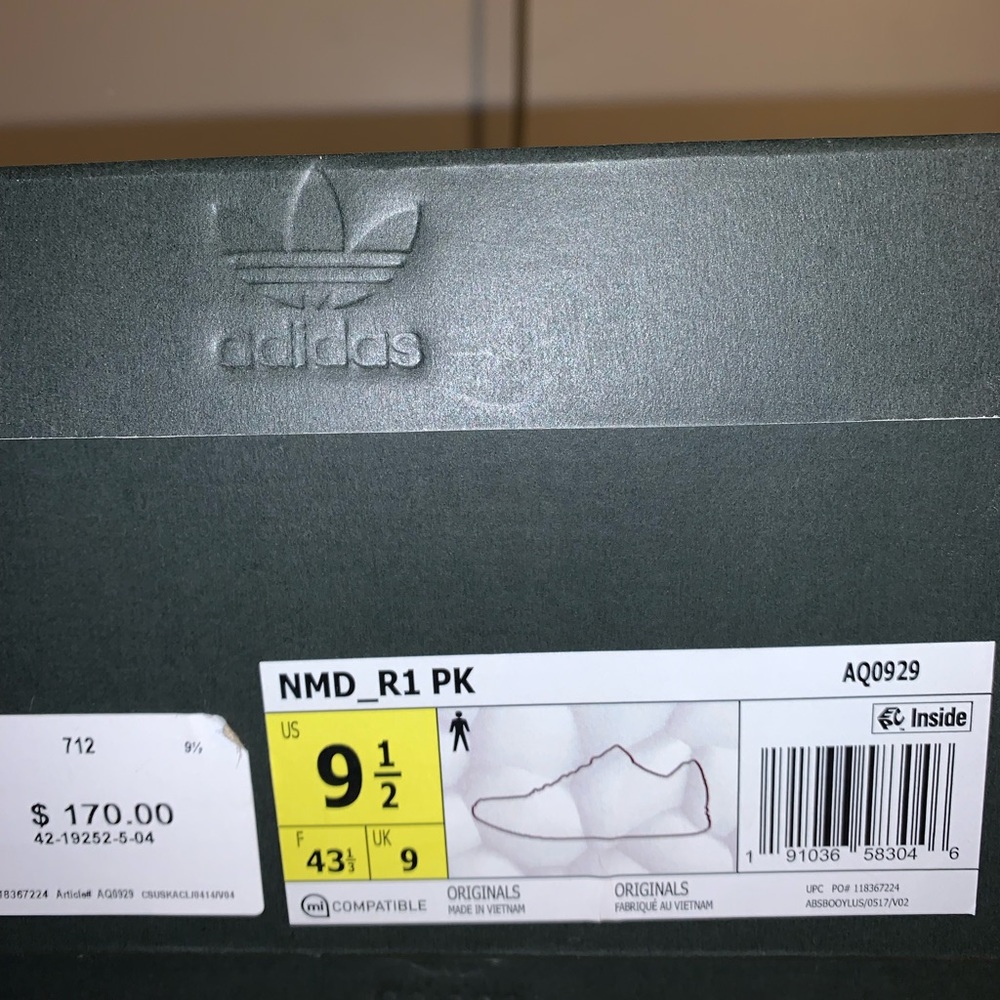 adidas
NMD_R1 PK
AQ0929
US
9 1/2
F
43 1/3
UK
9
Inside
1 91036 58304 6
mi COMPATIBLE
ORIGINALS
MADE IN VIETNAM
ORIGINALS
FABRIQUÉ AU VIETNAM
UPC PO# 118367224
ABSBOOYLUS/0517/V02
712
9½
$ 170.00
42-19252-5-04
18367224 Article# AQ0929